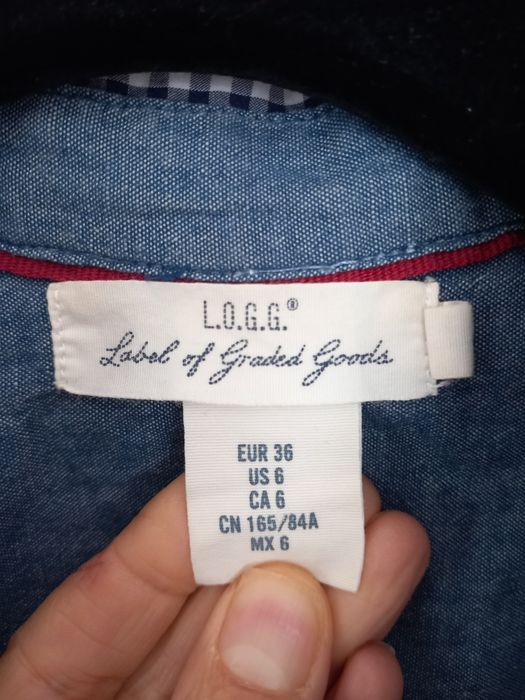 L.O.G.G.®
Label of Graded Goods
EUR 36
US 6
CA 6
CN 165/84A
MX 6